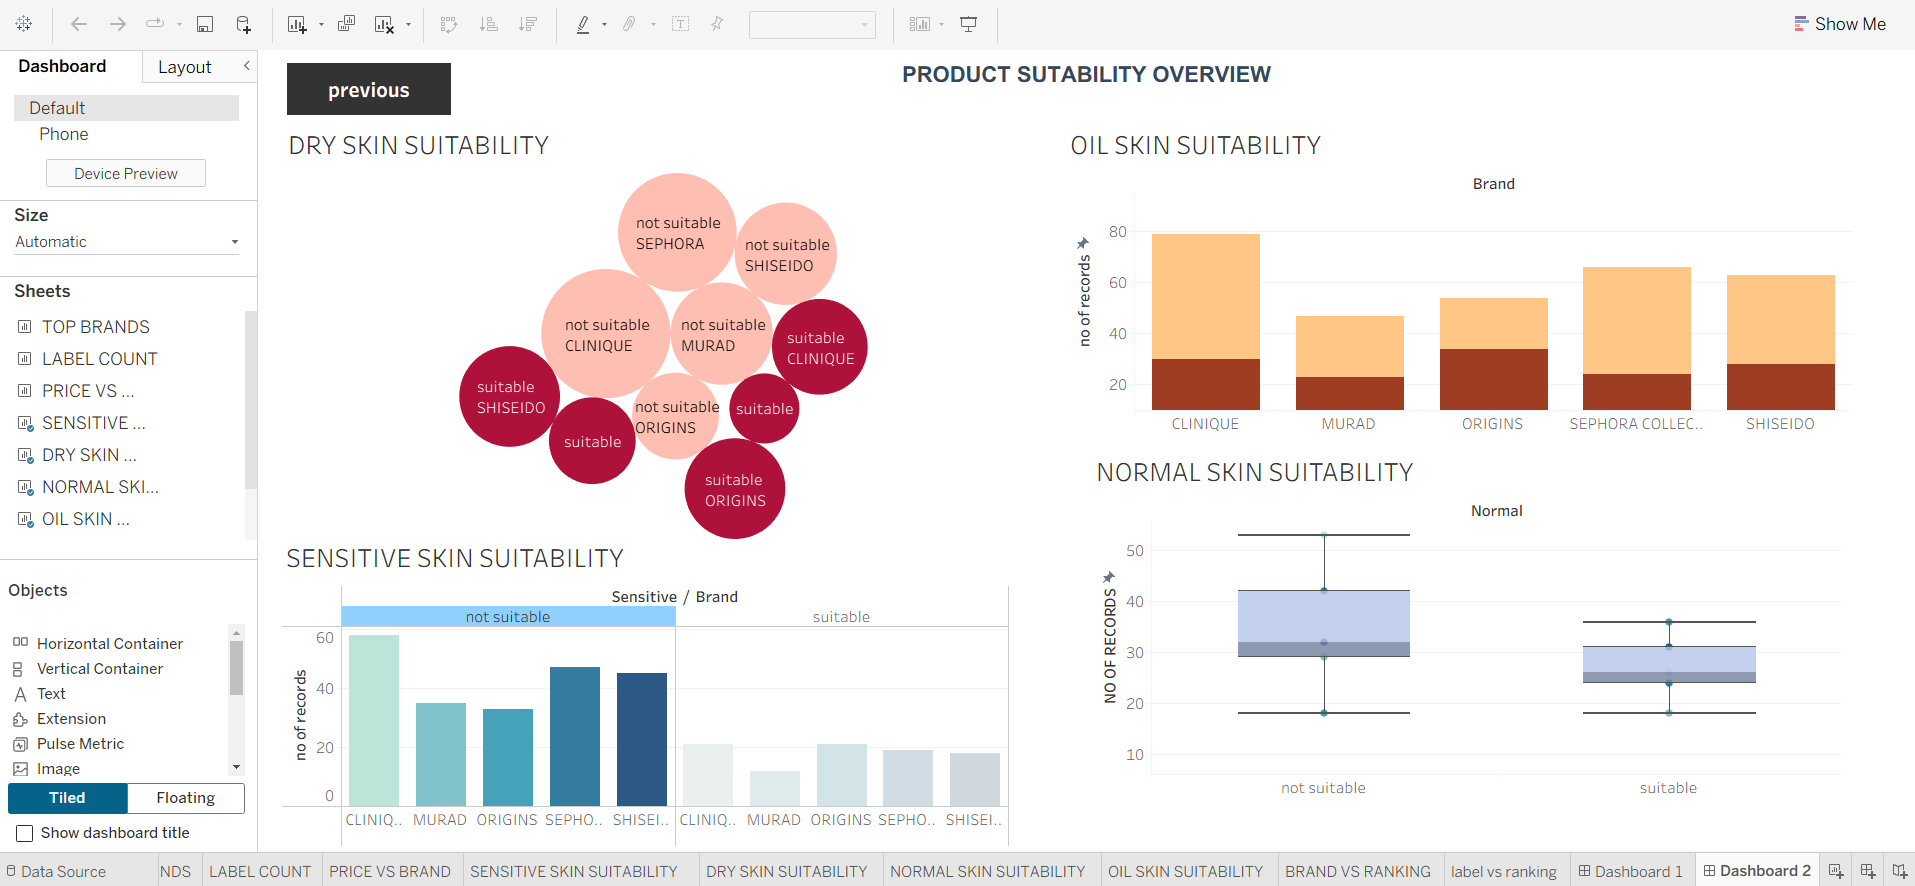 Show Me
Dashboard
Layout
Default
Phone
Device Preview
Size
Automatic
Sheets
TOP BRANDS
LABEL COUNT
PRICE VS ...
SENSITIVE ...
DRY SKIN ...
NORMAL SKI...
OIL SKIN ...
Objects
Horizontal Container
Vertical Container
Text
Extension
Pulse Metric
Image
Tiled
Floating
Show dashboard title
previous
PRODUCT SUTABILITY OVERVIEW
DRY SKIN SUITABILITY
not suitable
SEPHORA
not suitable
SHISEIDO
not suitable
CLINIQUE
not suitable
MURAD
suitable
CLINIQUE
suitable
SHISEIDO
not suitable
ORIGINS
suitable
suitable
suitable
ORIGINS
OIL SKIN SUITABILITY
Brand
no of records
80
60
40
20
CLINIQUE
MURAD
ORIGINS
SEPHORA COLLEC..
SHISEIDO
SENSITIVE SKIN SUITABILITY
Sensitive / Brand
not suitable
suitable
no of records
60
40
20
0
CLINIQ..
MURAD
ORIGINS
SEPHO..
SHISEI..
CLINIQ..
MURAD
ORIGINS
SEPHO..
SHISEI..
NORMAL SKIN SUITABILITY
Normal
NO OF RECORDS
50
40
30
20
10
not suitable
suitable
Data Source
NDS
LABEL COUNT
PRICE VS BRAND
SENSITIVE SKIN SUITABILITY
DRY SKIN SUITABILITY
NORMAL SKIN SUITABILITY
OIL SKIN SUITABILITY
BRAND VS RANKING
label vs ranking
Dashboard 1
Dashboard 2